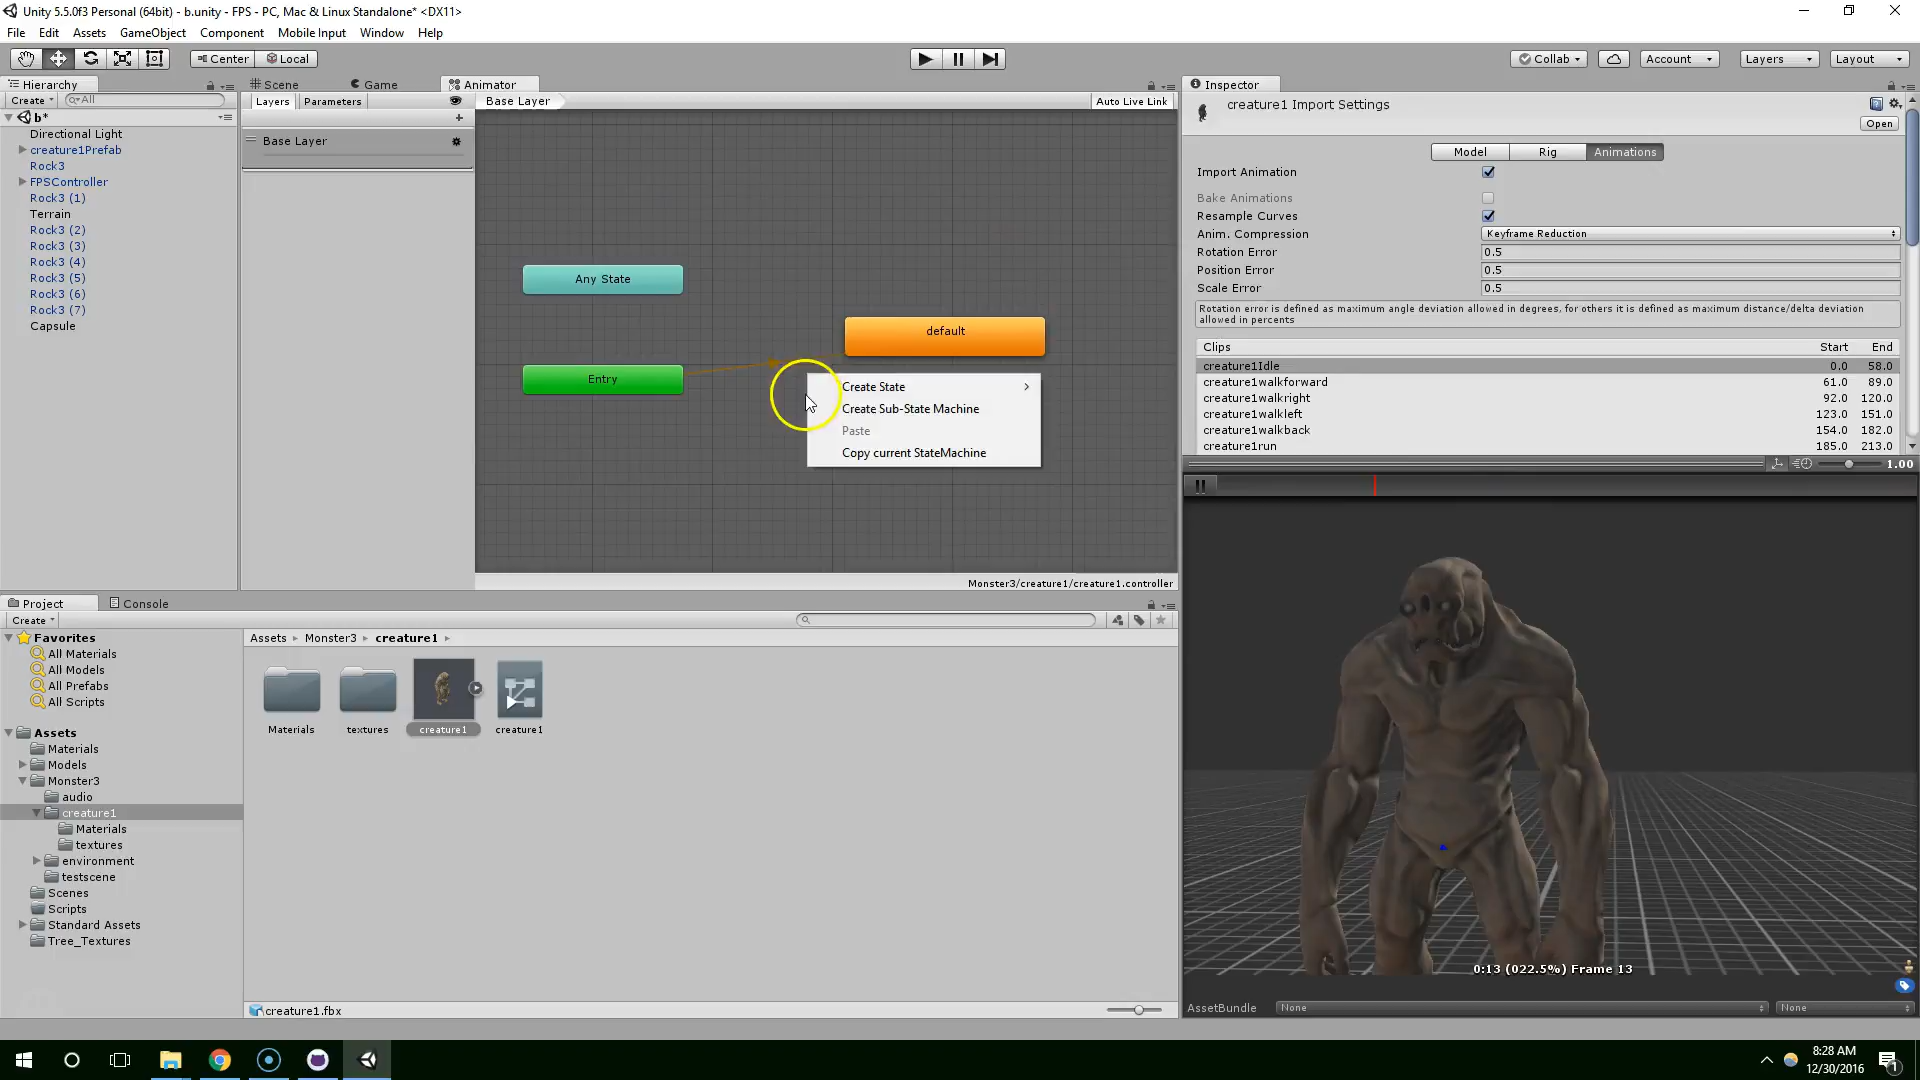 Unity 5.5.0f3 Personal (64bit) - b.unity - FPS - PC, Mac & Linux Standalone* <DX11>
File Edit Assets GameObject Component Mobile Input Window Help
Center Local
Collab Account Layers Layout
Hierarchy
Create All
b*
Directional Light
creature1Prefab
Rock3
FPSController
Rock3 (1)
Terrain
Rock3 (2)
Rock3 (3)
Rock3 (4)
Rock3 (5)
Rock3 (6)
Rock3 (7)
Capsule
Scene Game Animator
Layers Parameters
Base Layer
Auto Live Link
Base Layer
Any State
default
Entry
Create State
Create Sub-State Machine
Paste
Copy current StateMachine
Monster3/creature1/creature1.controller
Inspector
creature1 Import Settings
Open
Model Rig Animations
Import Animation
Bake Animations
Resample Curves
Anim. Compression Keyframe Reduction
Rotation Error 0.5
Position Error 0.5
Scale Error 0.5
Rotation error is defined as maximum angle deviation allowed in degrees, for others it is defined as maximum distance/delta deviation
allowed in percents
Clips Start End
creature1Idle 0.0 58.0
creature1walkforward 61.0 89.0
creature1walkright 92.0 120.0
creature1walkleft 123.0 151.0
creature1walkback 154.0 182.0
creature1run 185.0 213.0
1.00
0:13 (022.5%) Frame 13
AssetBundle None None
Project Console
Create
Favorites
All Materials
All Models
All Prefabs
All Scripts
Assets
Materials
Models
Monster3
audio
creature1
Materials
textures
environment
testscene
Scenes
Scripts
Standard Assets
Tree_Textures
Assets Monster3 creature1
Materials textures creature1 creature1
creature1.fbx
8:28 AM
12/30/2016
1